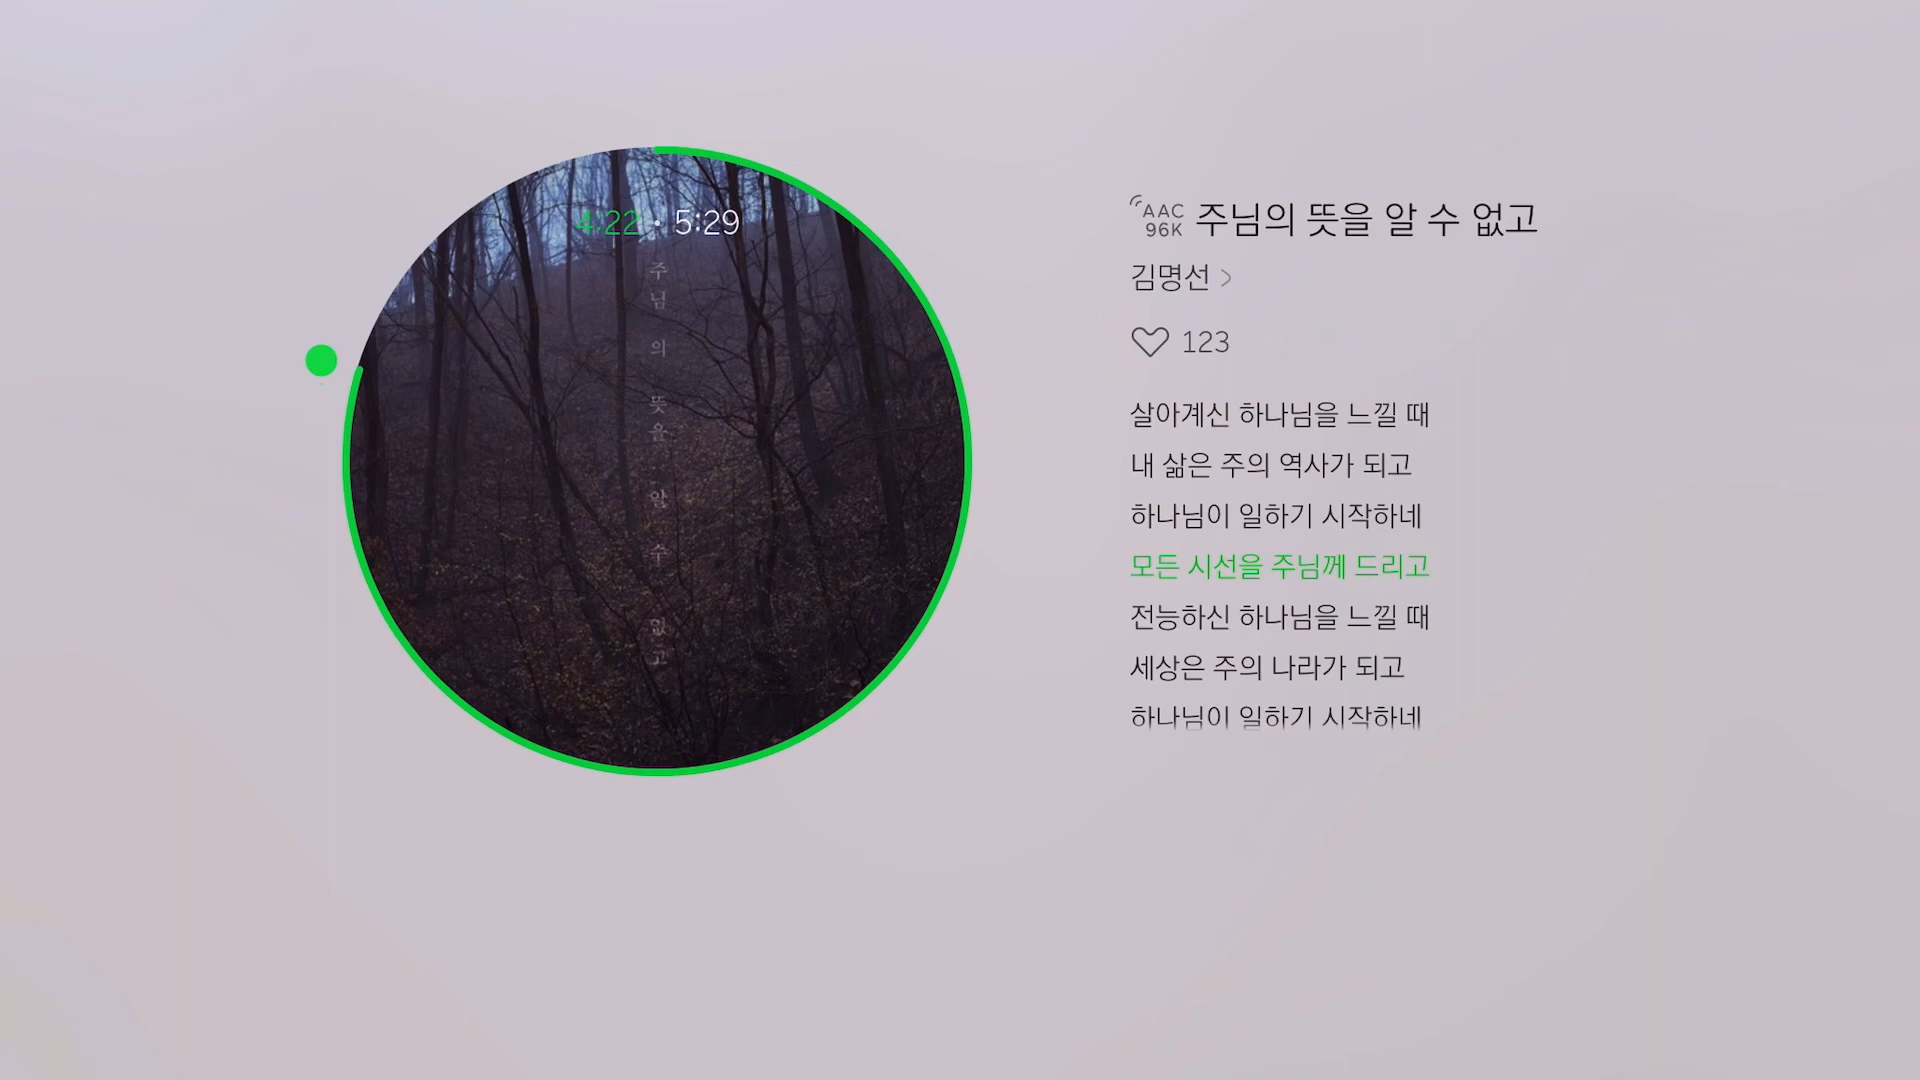 4:22 · 5:29
주님의 뜻을 알 수 없고
AAC
96K
주님의 뜻을 알 수 없고
김명선
123
살아계신 하나님을 느낄 때
내 삶은 주의 역사가 되고
하나님이 일하기 시작하네
모든 시선을 주님께 드리고
전능하신 하나님을 느낄 때
세상은 주의 나라가 되고
하나님이 일하기 시작하네